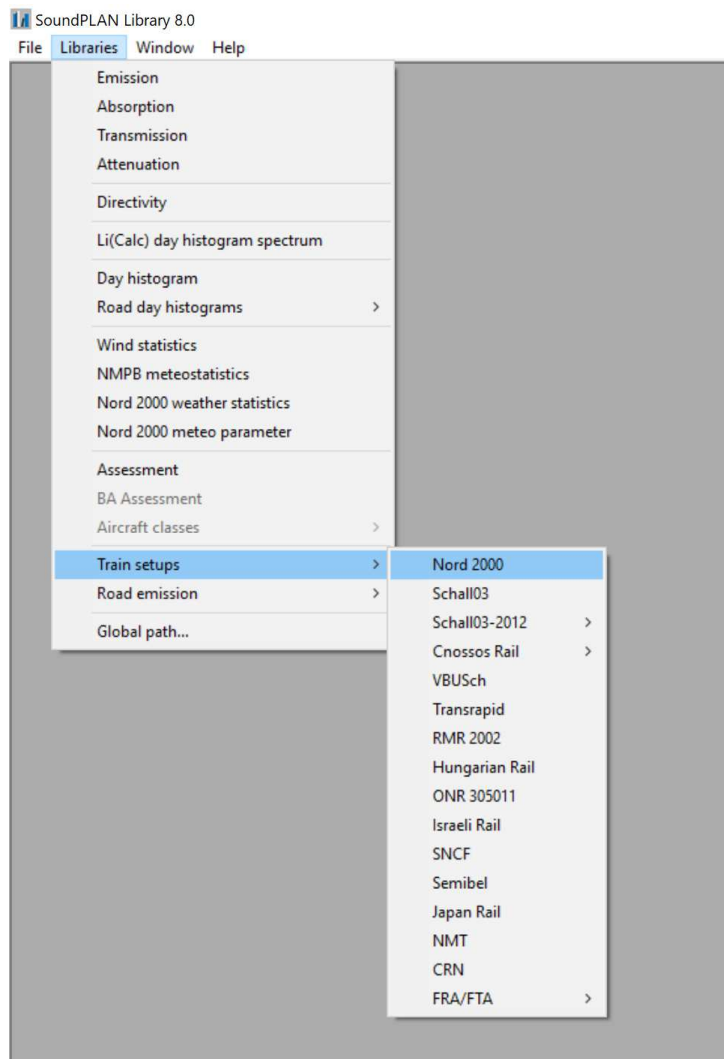 SoundPLAN Library 8.0
File Libraries Window Help
Emission
Absorption
Transmission
Attenuation
Directivity
Li(Calc) day histogram spectrum
Day histogram
Road day histograms
Wind statistics
NMPB meteostatistics
Nord 2000 weather statistics
Nord 2000 meteo parameter
Assessment
BA Assessment
Aircraft classes
Train setups
Road emission
Global path...
Nord 2000
Schall03
Schall03-2012
Cnossos Rail
VBUSch
Transrapid
RMR 2002
Hungarian Rail
ONR 305011
Israeli Rail
SNCF
Semibel
Japan Rail
NMT
CRN
FRA/FTA